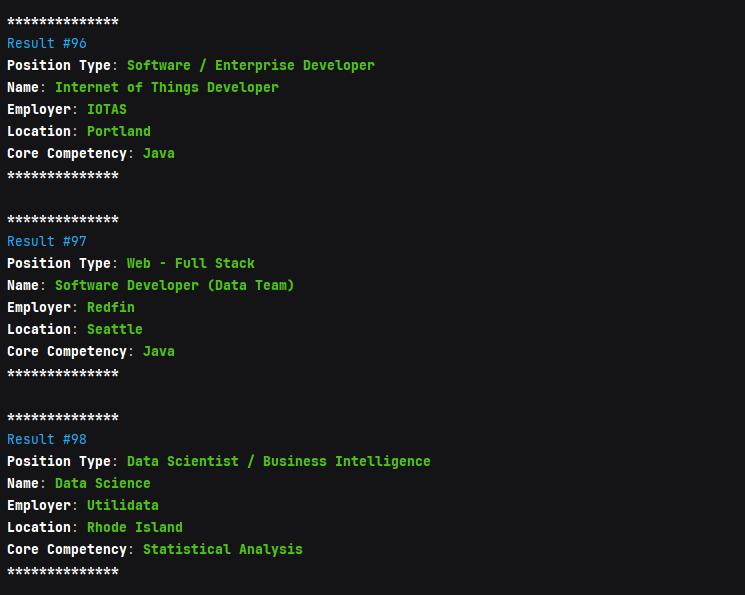 **************
Result #96
Position Type: Software / Enterprise Developer
Name: Internet of Things Developer
Employer: IOTAS
Location: Portland
Core Competency: Java
**************
**************
Result #97
Position Type: Web - Full Stack
Name: Software Developer (Data Team)
Employer: Redfin
Location: Seattle
Core Competency: Java
**************
**************
Result #98
Position Type: Data Scientist / Business Intelligence
Name: Data Science
Employer: Utilidata
Location: Rhode Island
Core Competency: Statistical Analysis
**************